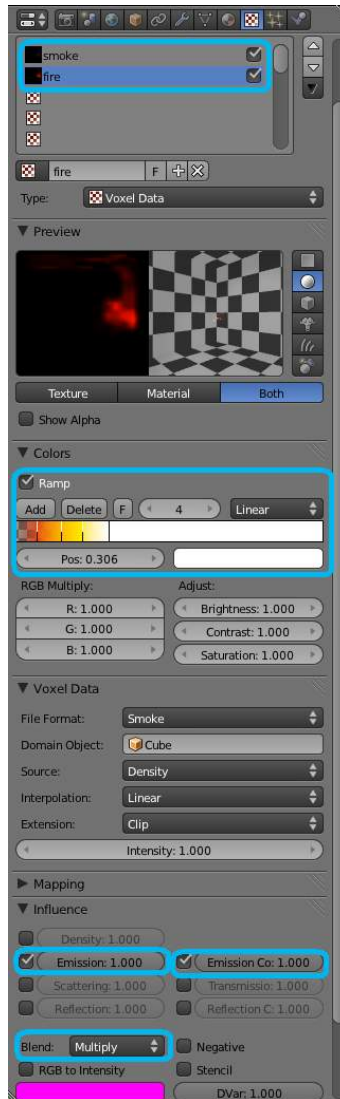 smoke
fire
fire F
Type: Voxel Data
Preview
Texture Material Both
Show Alpha
Colors
Ramp
Add Delete F 4 Linear
Pos: 0.306
RGB Multiply: Adjust:
R: 1.000 Brightness: 1.000
G: 1.000 Contrast: 1.000
B: 1.000 Saturation: 1.000
Voxel Data
File Format: Smoke
Domain Object: Cube
Source: Density
Interpolation: Linear
Extension: Clip
Intensity: 1.000
Mapping
Influence
Density: 1.000
Emission: 1.000 Emission Co: 1.000
Scattering: 1.000 Transmissio: 1.000
Reflection: 1.000 Reflection C: 1.000
Blend: Multiply Negative
RGB to Intensity Stencil
DVar: 1.000